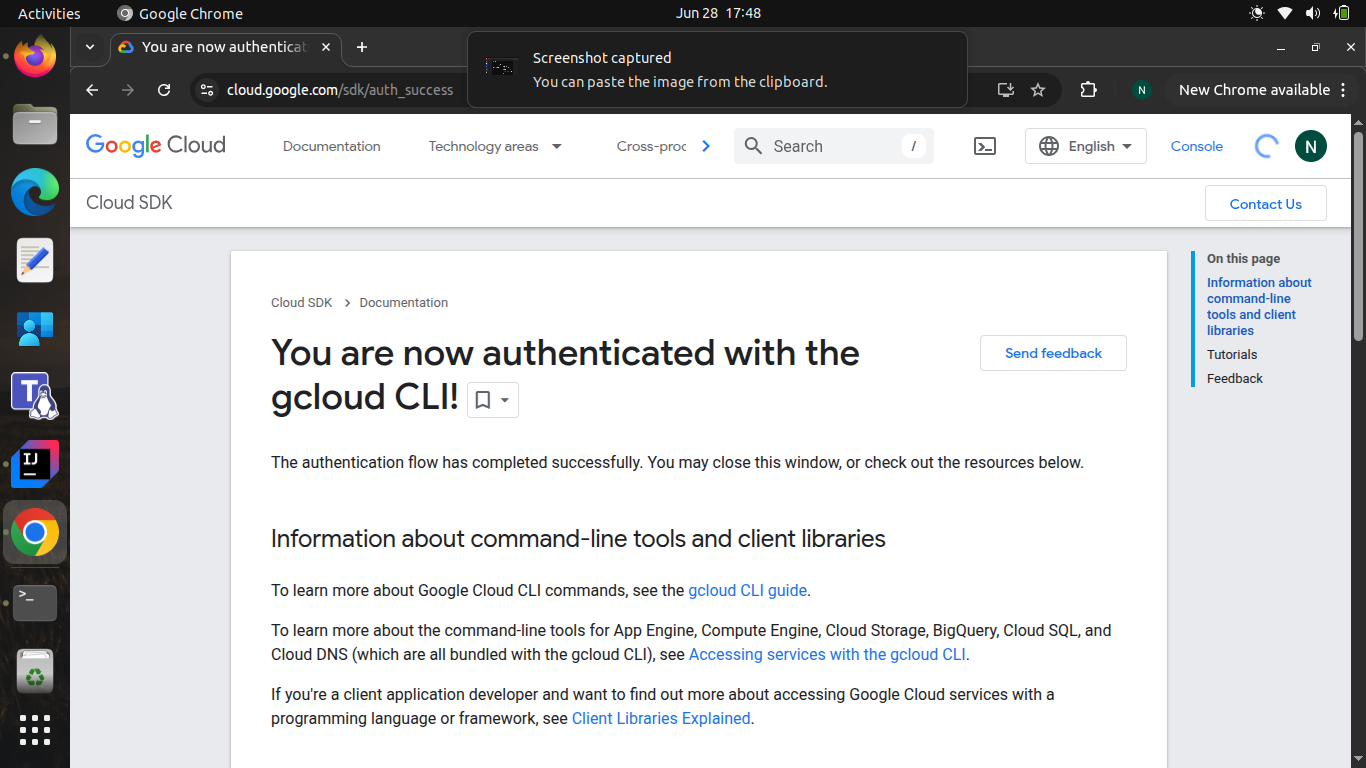 Activities
Google Chrome
Jun 28 17:48
You are now authenticat
Screenshot captured
You can paste the image from the clipboard.
cloud.google.com/sdk/auth_success
N
New Chrome available
Google Cloud
Documentation
Technology areas
Cross-proc
Search
/
English
Console
N
Cloud SDK
Contact Us
Cloud SDK
Documentation
You are now authenticated with the
gcloud CLI!
Send feedback
The authentication flow has completed successfully. You may close this window, or check out the resources below.
Information about command-line tools and client libraries
To learn more about Google Cloud CLI commands, see the gcloud CLI guide.
To learn more about the command-line tools for App Engine, Compute Engine, Cloud Storage, BigQuery, Cloud SQL, and
Cloud DNS (which are all bundled with the gcloud CLI), see Accessing services with the gcloud CLI.
If you're a client application developer and want to find out more about accessing Google Cloud services with a
programming language or framework, see Client Libraries Explained.
On this page
Information about
command-line
tools and client
libraries
Tutorials
Feedback
T
IJ
>_